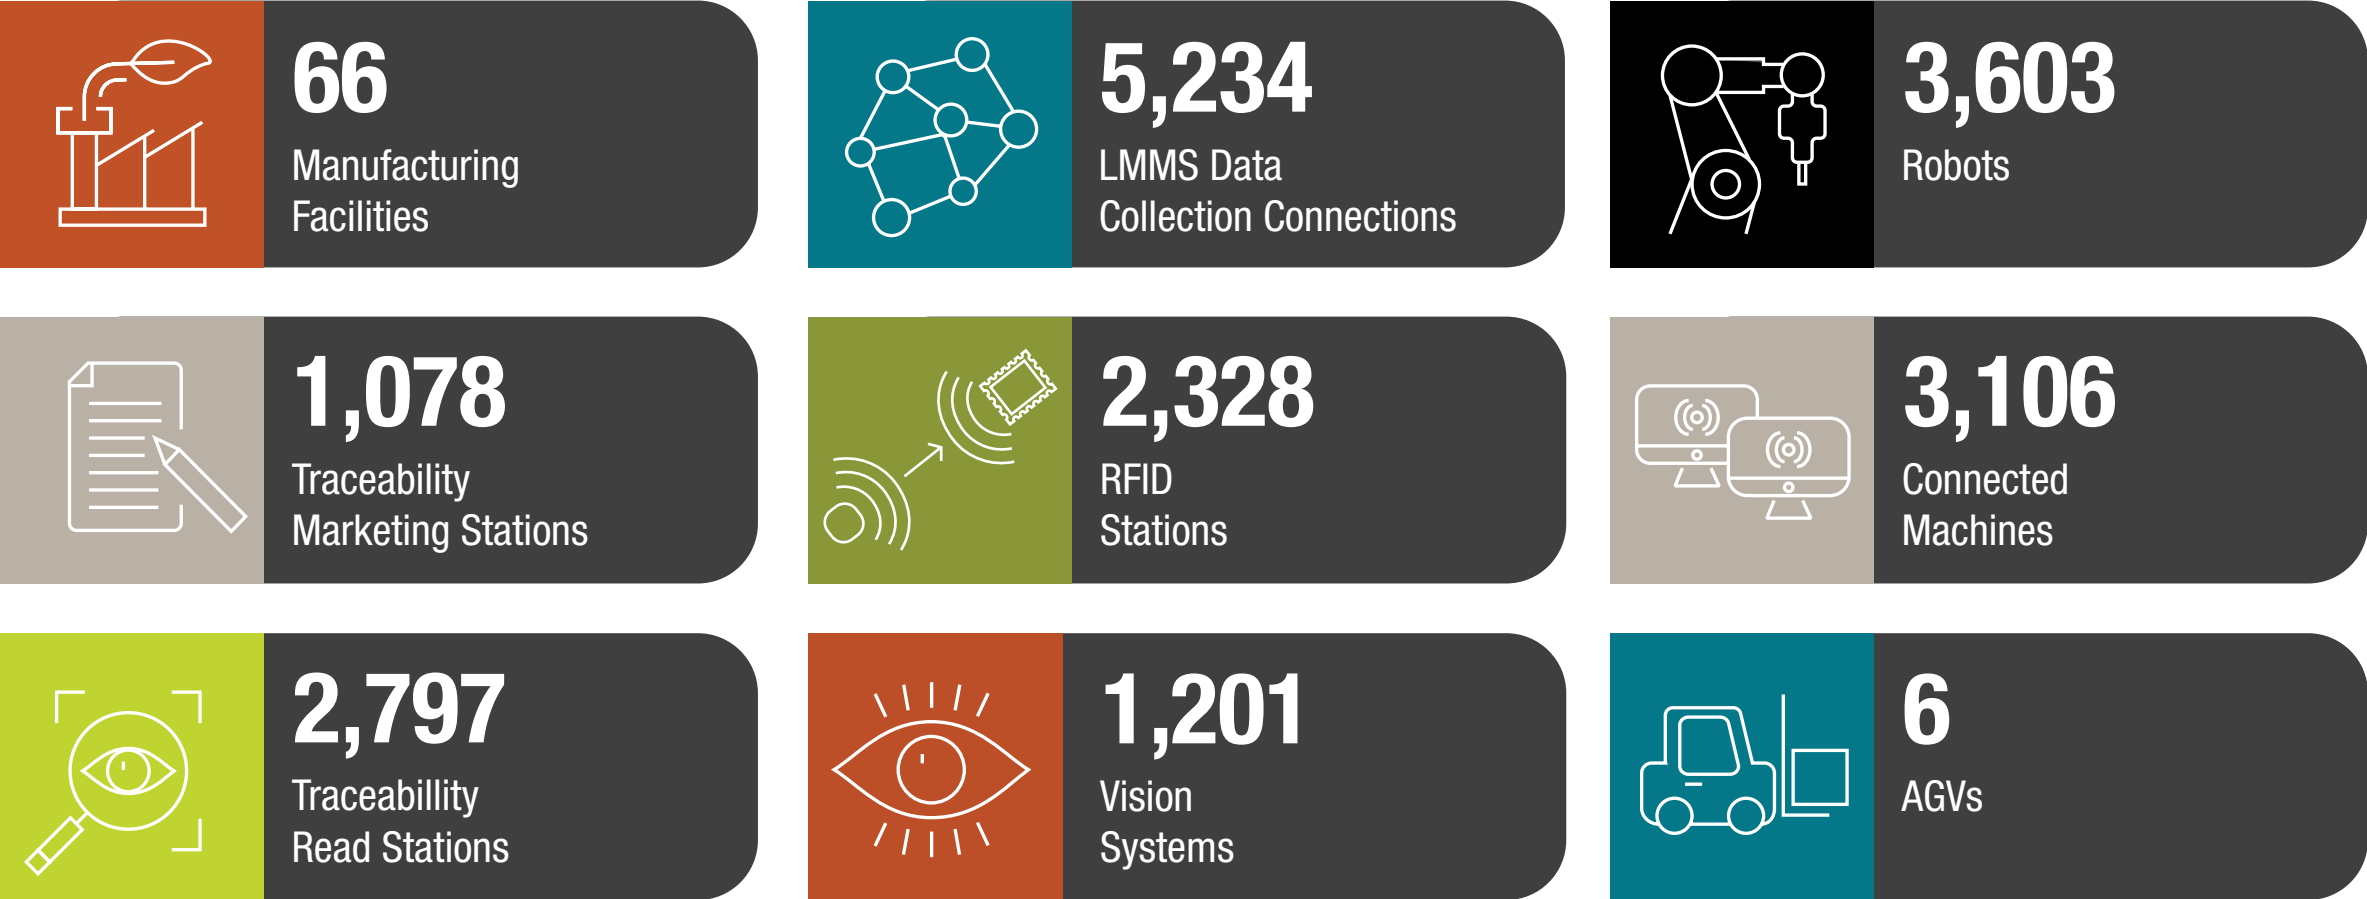 66
Manufacturing
Facilities
5,234
LMMS Data
Collection Connections
3,603
Robots
1,078
Traceability
Marketing Stations
2,328
RFID
Stations
3,106
Connected
Machines
2,797
Traceabillity
Read Stations
1,201
Vision
Systems
6
AGVs